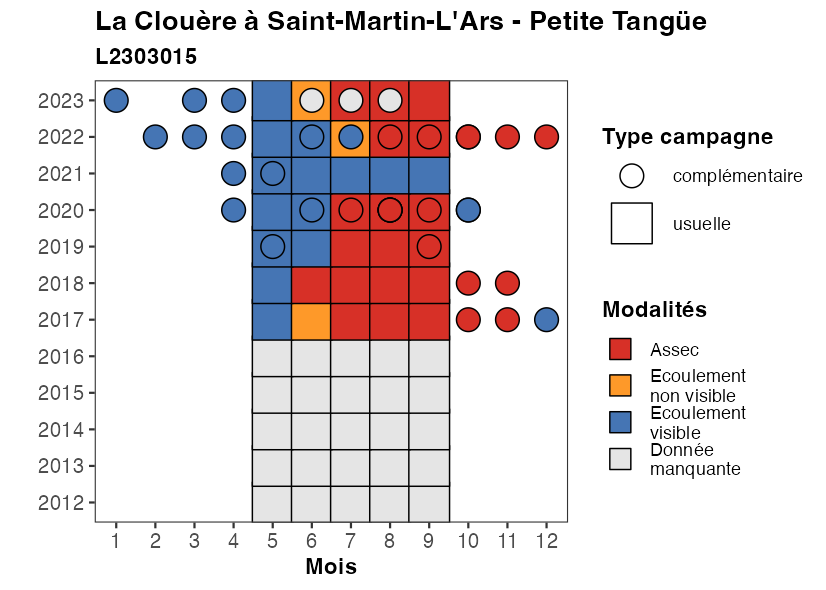 La Clouère à Saint-Martin-L'Ars - Petite Tangüe
L2303015
2023
2022
2021
2020
2019
2018
2017
2016
2015
2014
2013
2012
1 2 3 4 5 6 7 8 9 10 11 12
Mois
Type campagne
complémentaire
usuelle
Modalités
Assec
Ecoulement
non visible
Ecoulement
visible
Donnée
manquante